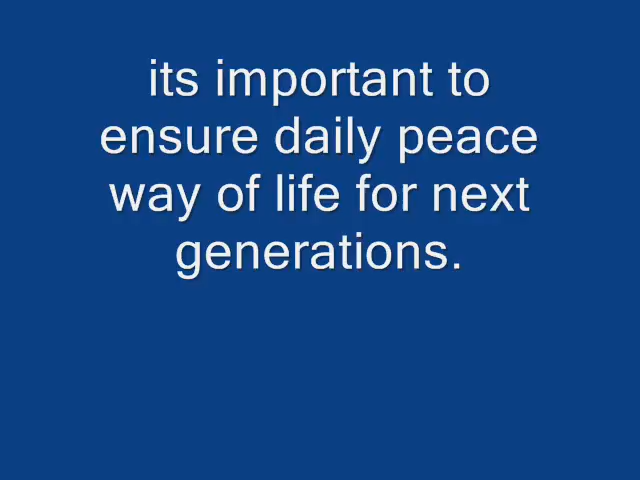 its important to
ensure daily peace
way of life for next
generations.